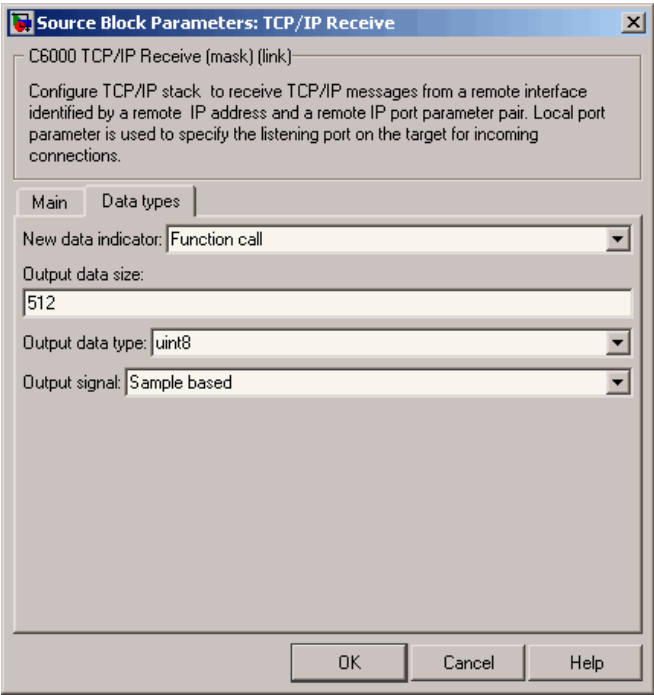 Source Block Parameters: TCP/IP Receive
C6000 TCP/IP Receive (mask) (link)
Configure TCP/IP stack to receive TCP/IP messages from a remote interface
identified by a remote IP address and a remote IP port parameter pair. Local port
parameter is used to specify the listening port on the target for incoming
connections.
Main Data types
New data indicator: Function call
Output data size:
512
Output data type: uint8
Output signal: Sample based
OK Cancel Help